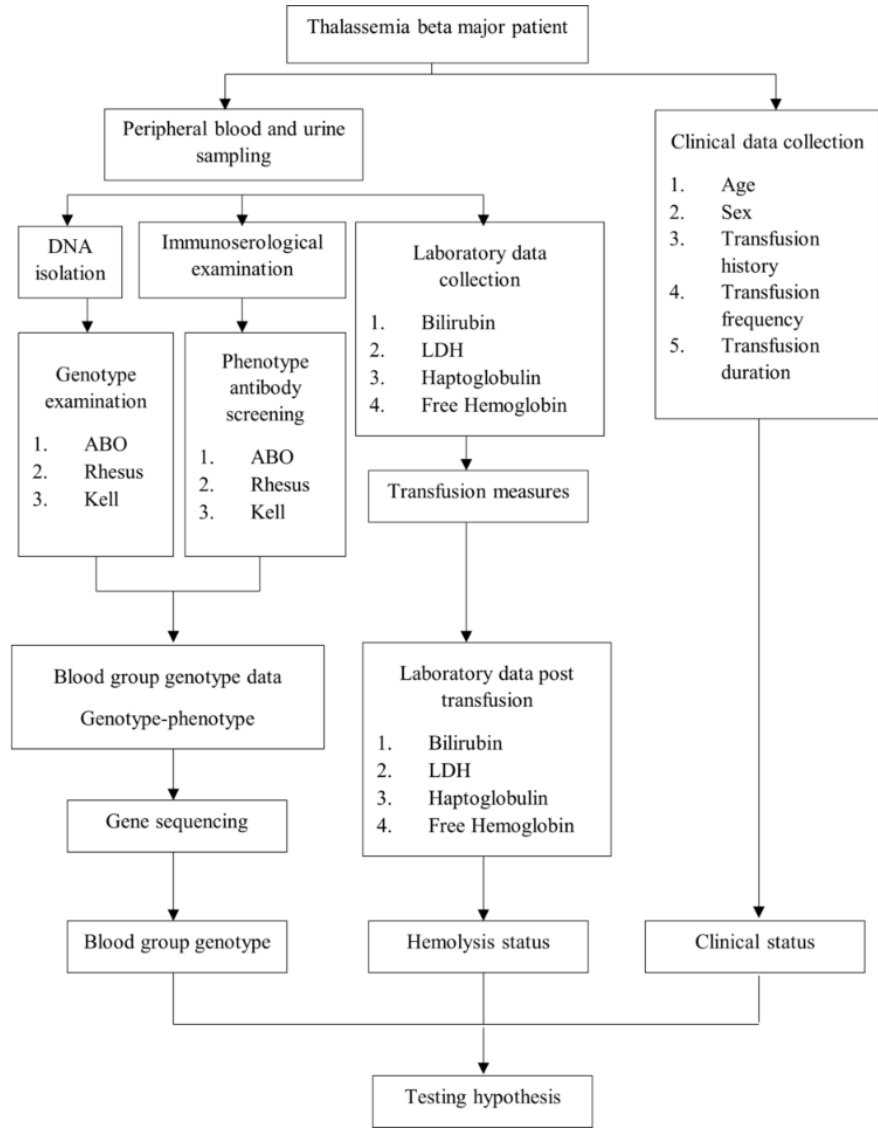 Thalassemia beta major patient
Peripheral blood and urine
sampling
Clinical data collection
1. Age
2. Sex
3. Transfusion
history
4. Transfusion
frequency
5. Transfusion
duration
DNA
isolation
Immunoserological
examination
Laboratory data
collection
1. Bilirubin
2. LDH
3. Haptoglobulin
4. Free Hemoglobin
Genotype
examination
1. ABO
2. Rhesus
3. Kell
Phenotype
antibody
screening
1. ABO
2. Rhesus
3. Kell
Transfusion measures
Blood group genotype data
Genotype-phenotype
Laboratory data post
transfusion
1. Bilirubin
2. LDH
3. Haptoglobulin
4. Free Hemoglobin
Gene sequencing
Blood group genotype
Hemolysis status
Clinical status
Testing hypothesis